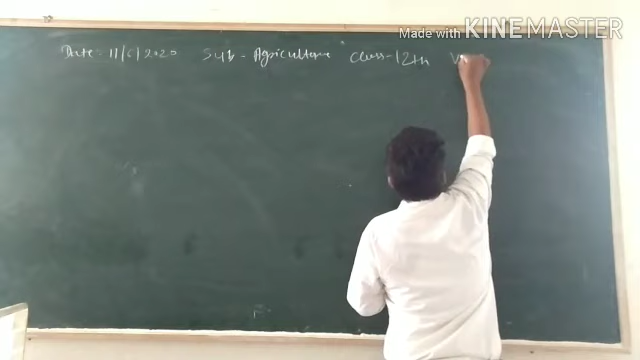 Made with KINEMASTER
Date: 11/6/2020 Sub - Agriculture Class - 12th